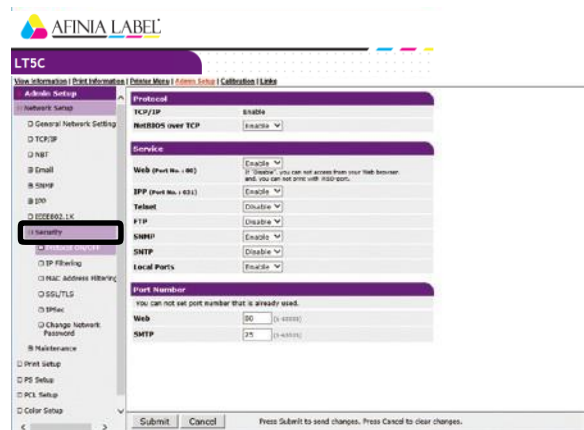 AFINIA LABEL
LT5C
View Information | Print Information | Printer Menu | Admin Setup | Calibration | Links
Admin Setup
Network Setup
General Network Setting
TCP/IP
NBT
Email
SNMP
IPP
IEEE802.1X
Security
Protocol ON/OFF
IP Filtering
MAC Address Filtering
SSL/TLS
IPSec
Change Network
Password
Maintenance
Print Setup
PS Setup
PCL Setup
Color Setup
Protocol
TCP/IP Enable
NetBIOS over TCP Enable
Service
Web (Port No. : 80) Enable
If "Disable", you can not access from your Web browser.
and, you can not print with WSD-port.
IPP (Port No. : 631) Enable
Telnet Disable
FTP Disable
SNMP Enable
SNTP Disable
Local Ports Enable
Port Number
You can not set port number that is already used.
Web 80
SMTP 25
Submit Cancel Press Submit to send changes. Press Cancel to clear changes.